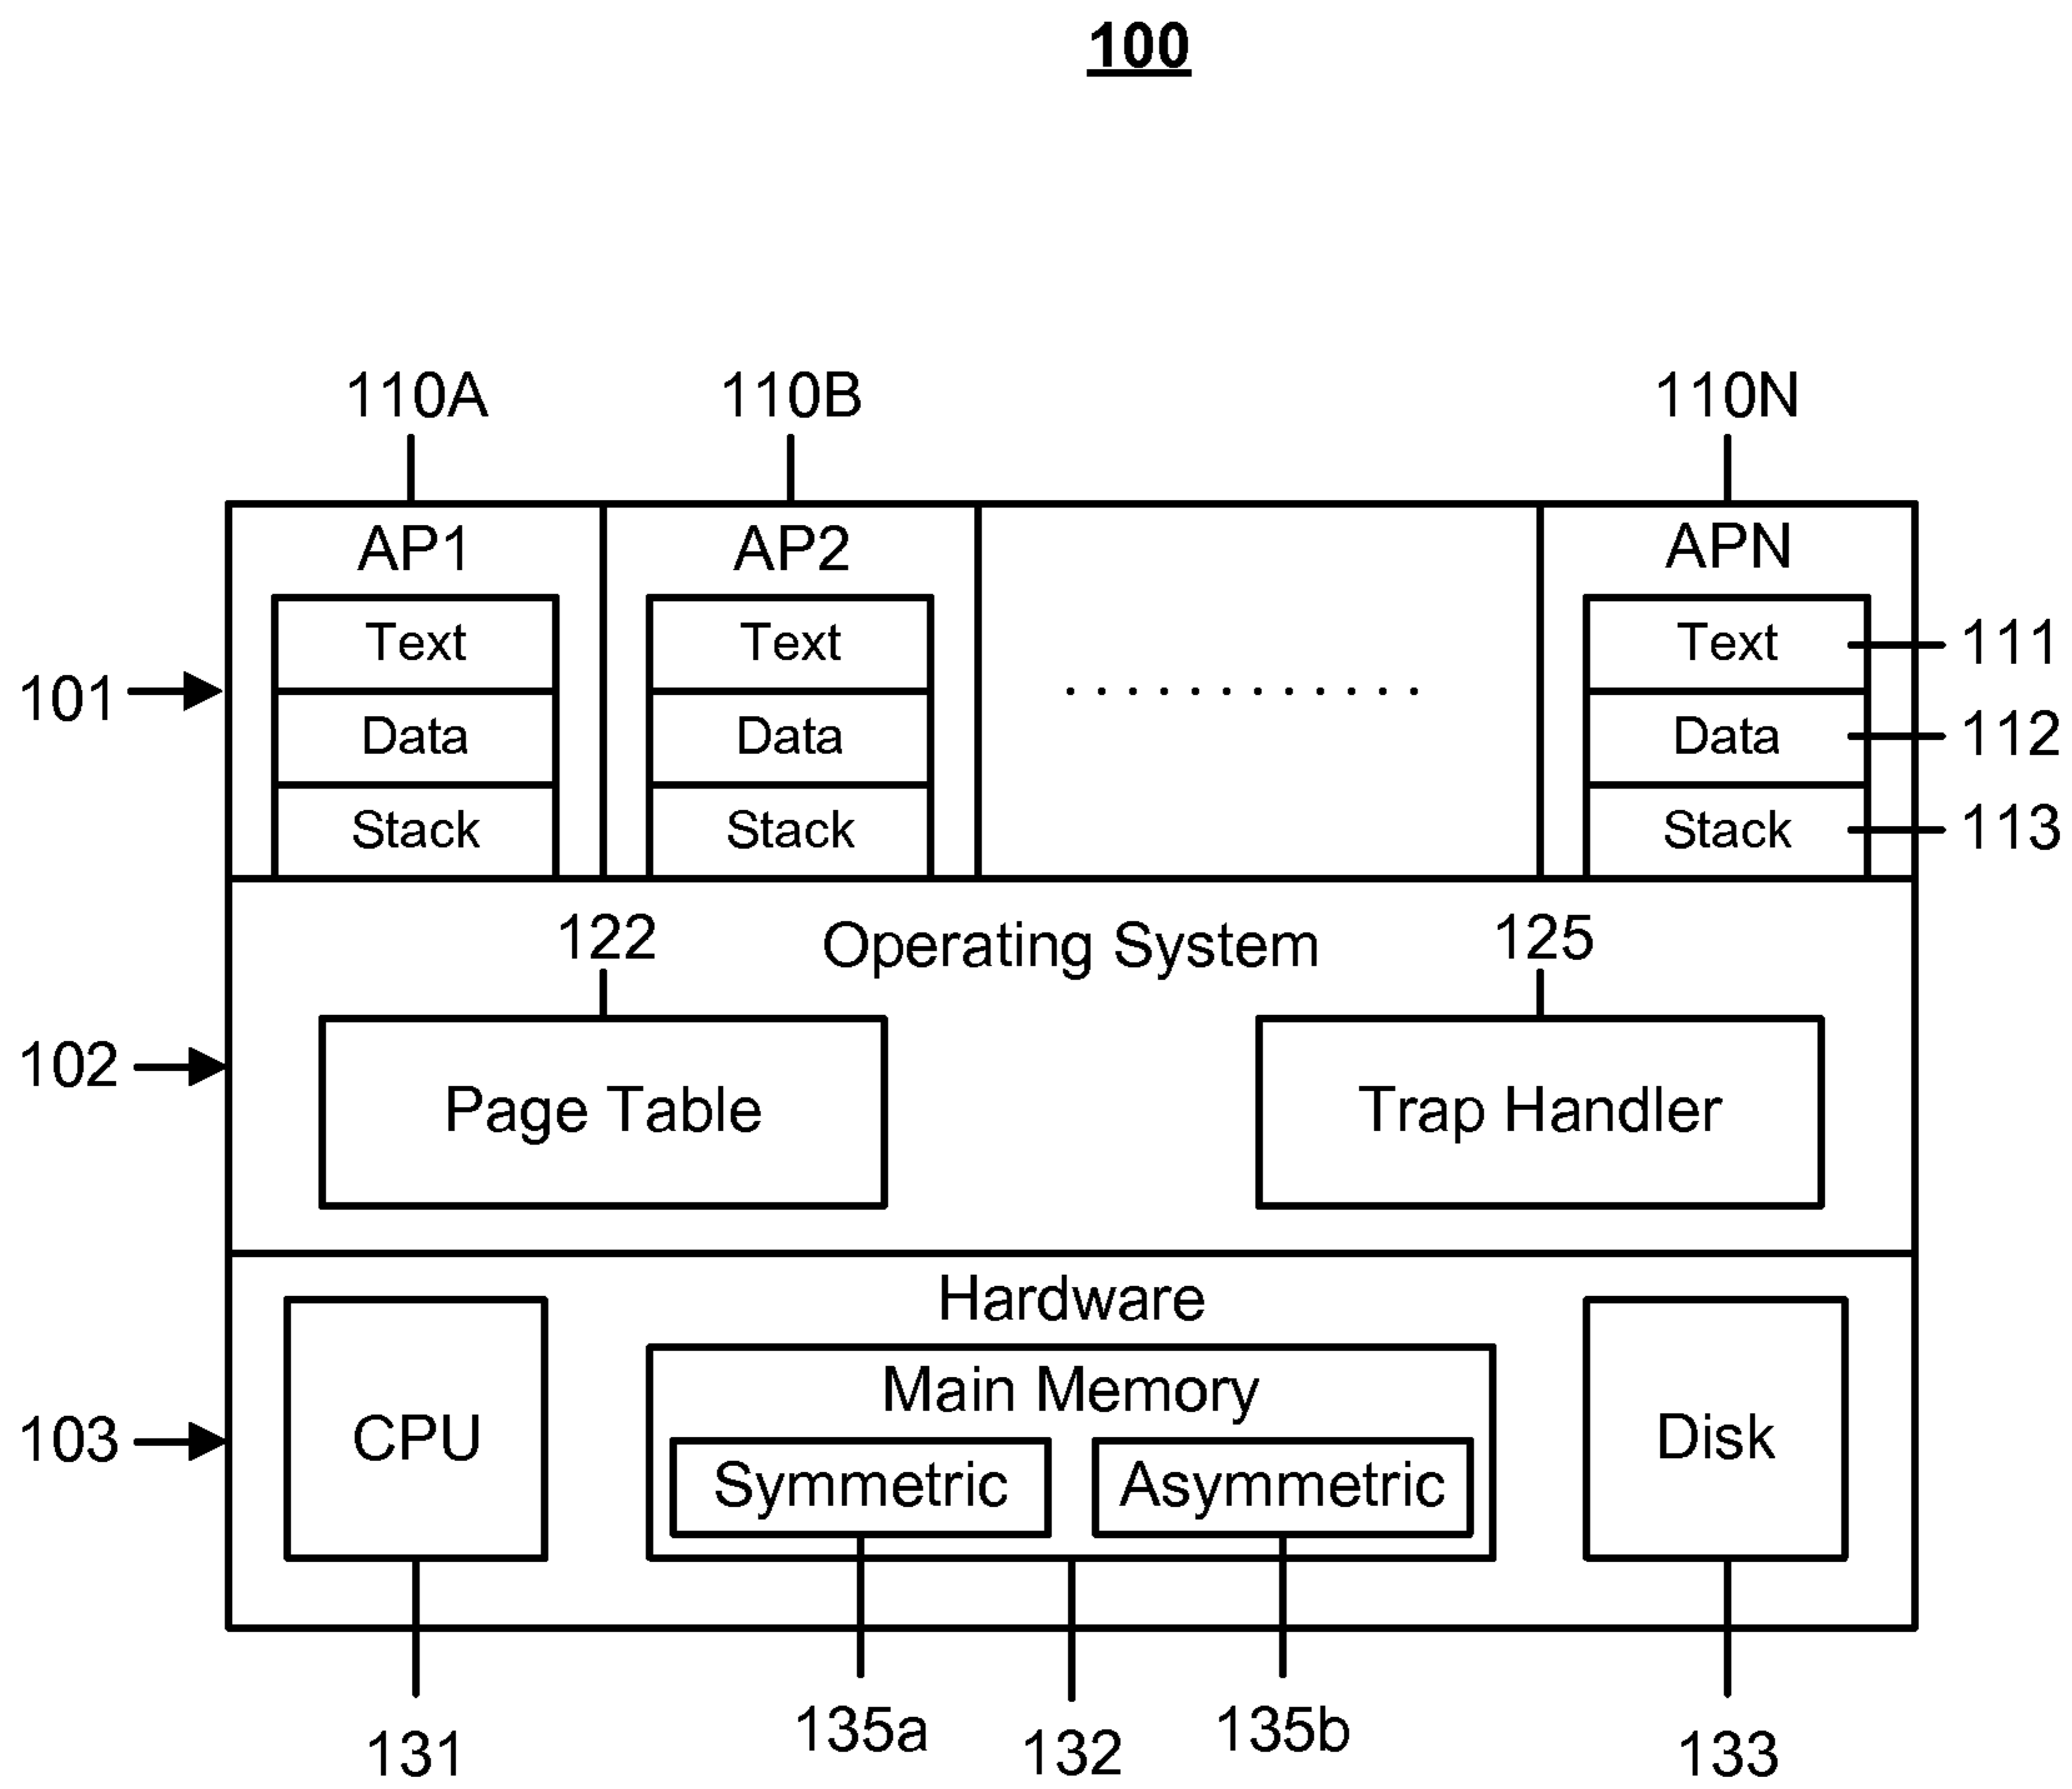 100
110A 110B 110N
AP1 AP2 APN
Text Text Text 111
101 ............
Data Data Data 112
Stack Stack Stack 113
122 Operating System 125
102 Page Table Trap Handler
Hardware
Main Memory
103 CPU Disk
Symmetric Asymmetric
131 135a 132 135b 133